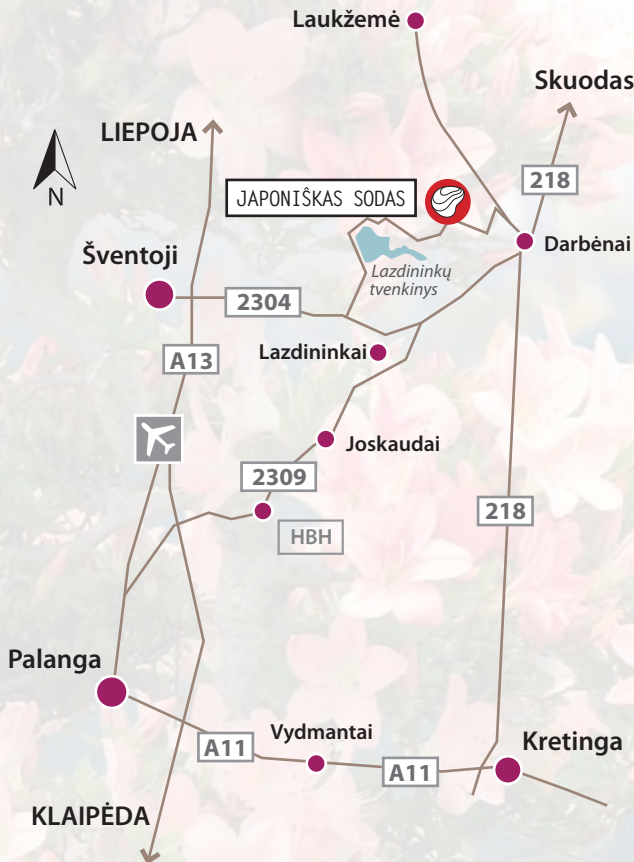 Laukžemė
Skuodas
LIEPOJA
N
218
JAPONIŠKAS SODAS
Darbėnai
Šventoji
Lazdininkų
tvenkinys
2304
Lazdininkai
A13
Joskaudai
2309
218
HBH
Palanga
Vydmantai
Kretinga
A11
A11
KLAIPĖDA